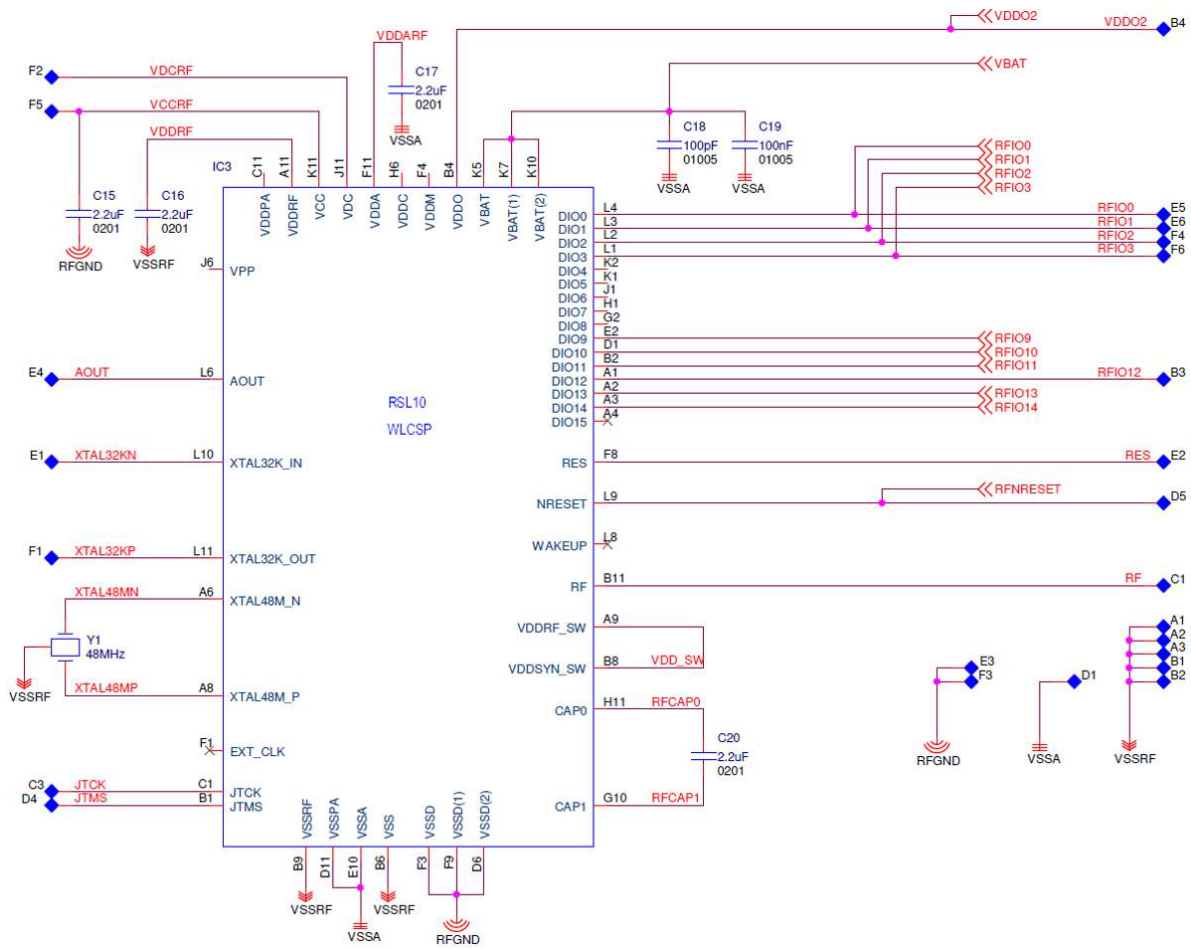 VDDO2
VDDO2 B4
VDDARF
F2 VDCRF
C17
2.2uF
0201
VSSA
VBAT
F5 VCCRF
VDDRF
C18
100pF
01005
VSSA
C19
100nF
01005
VSSA
IC3
C11 A11 K11 J11 F11 H6 F4 B4 K5 K7 K10
VDDPA VDDRF VCC VDC VDDA VDDC VDDM VDDO VBAT VBAT(1) VBAT(2)
C15
2.2uF
0201
RFGND
C16
2.2uF
0201
VSSRF
RFIO0
RFIO1
RFIO2
RFIO3
DIO0 L4 RFIO0 E5
DIO1 L3 RFIO1 E6
DIO2 L2 RFIO2 F4
DIO3 L1 RFIO3 F6
DIO4 K2
DIO5 K1
DIO6 J1
DIO7 H1
DIO8 G2
DIO9 E2 RFIO9
DIO10 D1 RFIO10
DIO11 B2 RFIO11
DIO12 A1 RFIO12 B3
DIO13 A2 RFIO13
DIO14 A3 RFIO14
DIO15 A4
J6 VPP
E4 AOUT L6 AOUT
RSL10
WLCSP
E1 XTAL32KN L10 XTAL32K_IN
RES F8 RES E2
RFNRESET
NRESET L9 D5
WAKEUP L8
F1 XTAL32KP L11 XTAL32K_OUT
RF B11 RF C1
XTAL48MN A6 XTAL48M_N
Y1
48MHz
VSSRF
XTAL48MP A8 XTAL48M_P
VDDRF_SW A9
VDDSYN_SW B8 VDD_SW
CAP0 H11 RFCAP0
C20
2.2uF
0201
CAP1 G10 RFCAP1
F1 EXT_CLK
C3 JTCK C1 JTCK
D4 JTMS B1 JTMS
VSSRF VSSPA VSSA VSS VSSD VSSD(1) VSSD(2)
B9 D11 E10 B6 F3 F9 D6
VSSRF
VSSA
VSSRF
RFGND
E3
F3
RFGND
D1
VSSA
A1
A2
A3
B1
B2
VSSRF